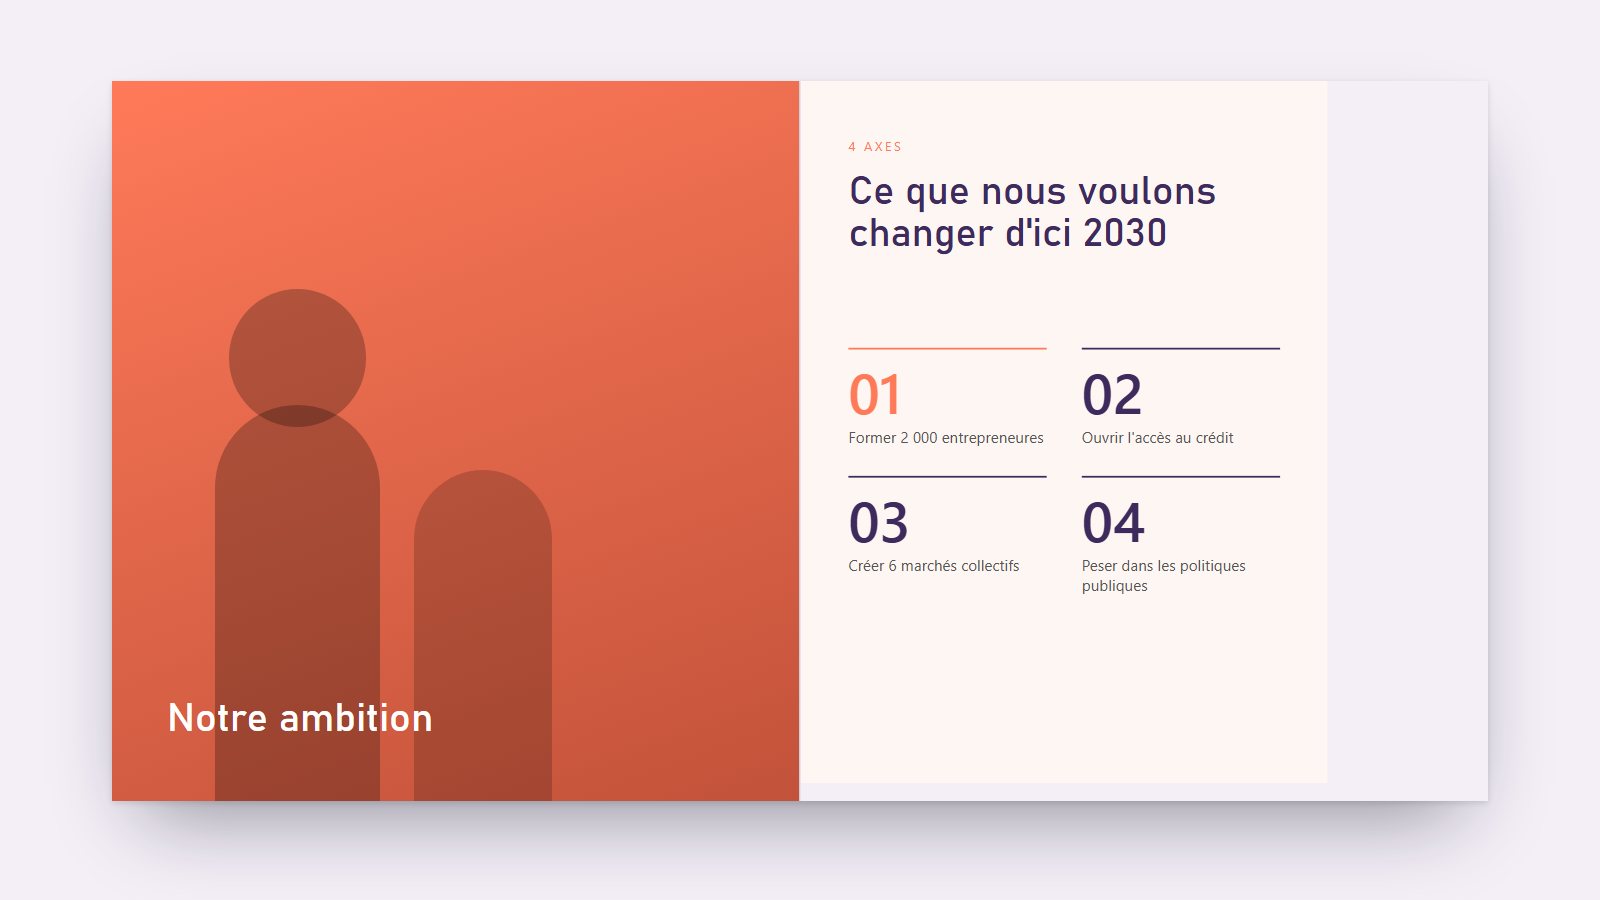 4 AXES
Ce que nous voulons
changer d'ici 2030
01
Former 2 000 entrepreneures
02
Ouvrir l'accès au crédit
03
Créer 6 marchés collectifs
04
Peser dans les politiques
publiques
Notre ambition